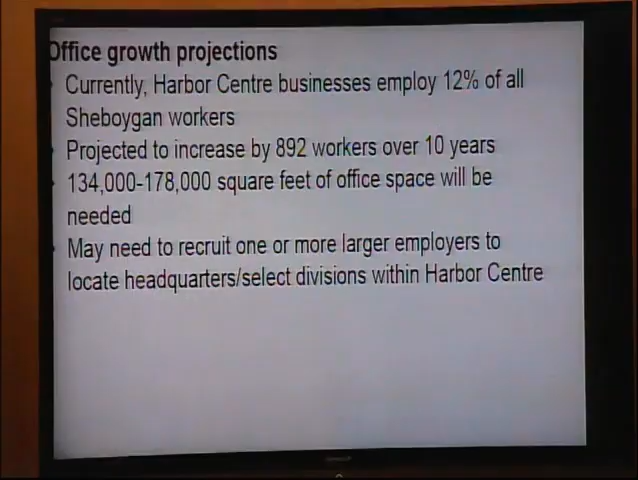 Office growth projections
Currently, Harbor Centre businesses employ 12% of all
Sheboygan workers
Projected to increase by 892 workers over 10 years
134,000-178,000 square feet of office space will be
needed
May need to recruit one or more larger employers to
locate headquarters/select divisions within Harbor Centre